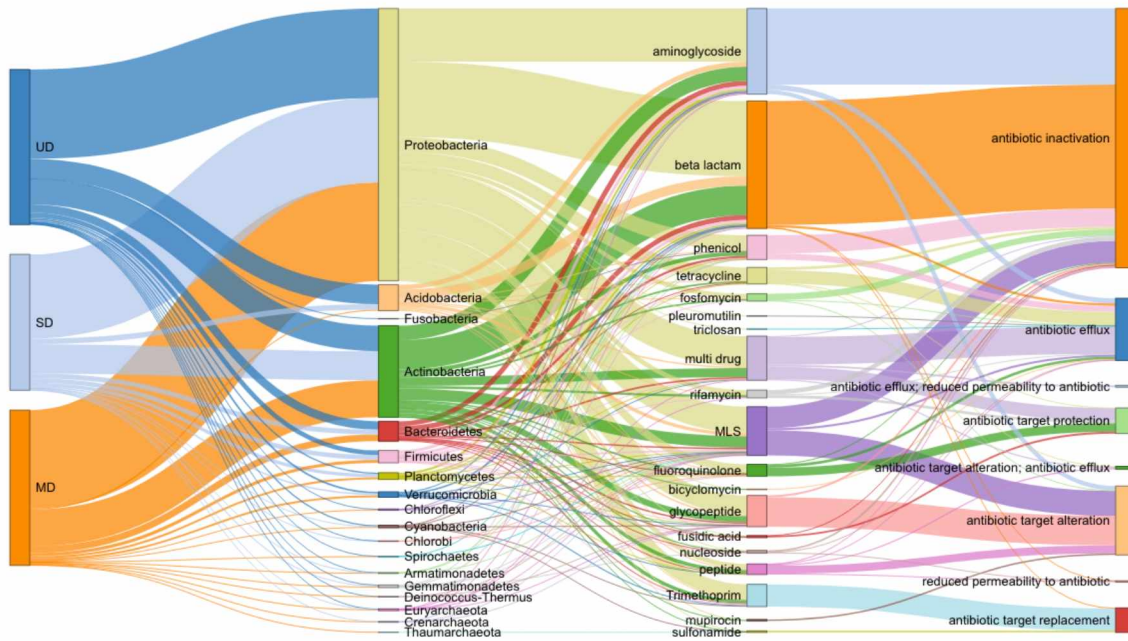 UD
SD
MD
Proteobacteria
Acidobacteria
Fusobacteria
Actinobacteria
Bacteroidetes
Firmicutes
Planctomycetes
Verrucomicrobia
Chloroflexi
Cyanobacteria
Chlorobi
Spirochaetes
Armatimonadetes
Gemmatimonadetes
Deinococcus-Thermus
Euryarchaeota
Crenarchaeota
Thaumarchaeota
aminoglycoside
beta lactam
phenicol
tetracycline
fosfomycin
pleuromutilin
triclosan
multi drug
rifamycin
MLS
fluoroquinolone
bicyclomycin
glycopeptide
fusidic acid
nucleoside
peptide
Trimethoprim
mupirocin
sulfonamide
antibiotic inactivation
antibiotic efflux
antibiotic efflux; reduced permeability to antibiotic
antibiotic target protection
antibiotic target alteration; antibiotic efflux
antibiotic target alteration
reduced permeability to antibiotic
antibiotic target replacement